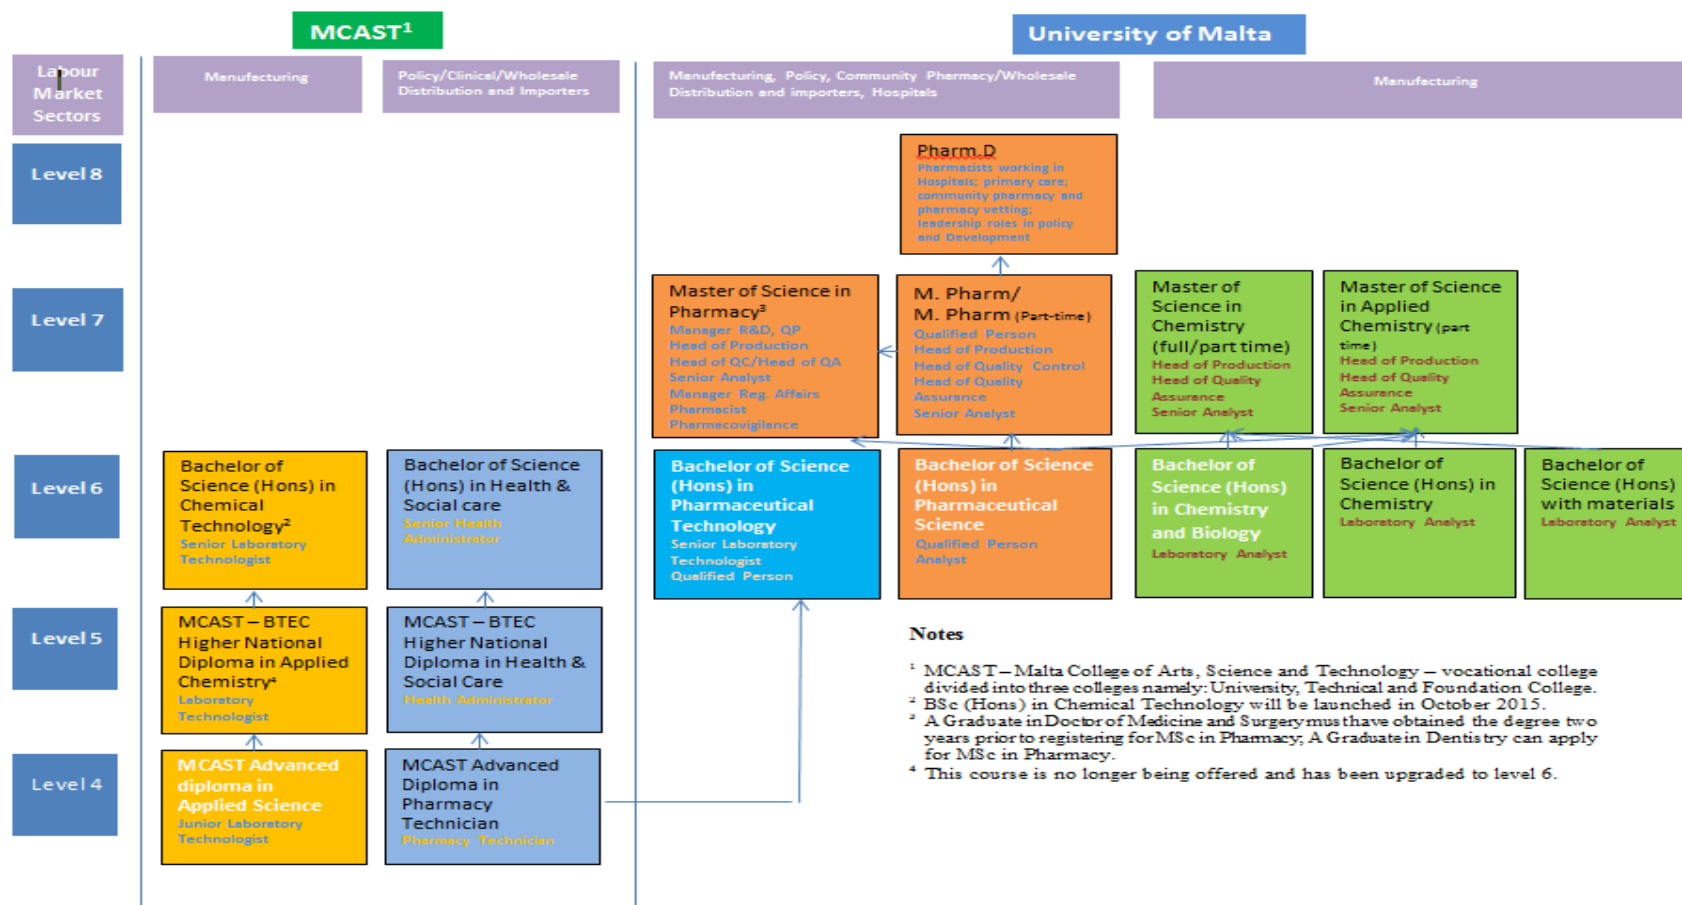 MCAST¹
University of Malta
Labour
Market
Sectors
Manufacturing
Policy/Clinical/Wholesale
Distribution and Importers
Manufacturing, Policy, Community Pharmacy/Wholesale
Distribution and importers, Hospitals
Manufacturing
Level 8
Pharm.D
Pharmacists working in
Hospitals; primary care;
community pharmacy and
pharmacy vetting;
leadership roles in policy
and Development
Level 7
Master of Science in
Pharmacy³
Manager R&D, QP
Head of Production
Head of QC/Head of QA
Senior Analyst
Manager Reg. Affairs
Pharmacist
Pharmacovigilance
M. Pharm/
M. Pharm (Part-time)
Qualified Person
Head of Production
Head of Quality Control
Head of Quality
Assurance
Senior Analyst
Master of
Science in
Chemistry
(full/part time)
Head of Production
Head of Quality
Assurance
Senior Analyst
Master of Science
in Applied
Chemistry (part
time)
Head of Production
Head of Quality
Assurance
Senior Analyst
Level 6
Bachelor of
Science (Hons) in
Chemical
Technology²
Senior Laboratory
Technologist
Bachelor of Science
(Hons) in Health &
Social care
Senior Health
Administrator
Bachelor of Science
(Hons) in
Pharmaceutical
Technology
Senior Laboratory
Technologist
Qualified Person
Bachelor of Science
(Hons) in
Pharmaceutical
Science
Qualified Person
Analyst
Bachelor of
Science (Hons)
in Chemistry
and Biology
Laboratory Analyst
Bachelor of
Science (Hons) in
Chemistry
Laboratory Analyst
Bachelor of
Science (Hons)
with materials
Laboratory Analyst
Level 5
MCAST – BTEC
Higher National
Diploma in Applied
Chemistry⁴
Laboratory
Technologist
MCAST – BTEC
Higher National
Diploma in Health &
Social Care
Health Administrator
Level 4
MCAST Advanced
diploma in
Applied Science
Junior Laboratory
Technologist
MCAST Advanced
Diploma in
Pharmacy
Technician
Pharmacy Technician
Notes
¹ MCAST – Malta College of Arts, Science and Technology – vocational college
divided into three colleges namely: University, Technical and Foundation College.
² BSc (Hons) in Chemical Technology will be launched in October 2015.
³ A Graduate in Doctor of Medicine and Surgery must have obtained the degree two
years prior to registering for MSc in Pharmacy; A Graduate in Dentistry can apply
for MSc in Pharmacy.
⁴ This course is no longer being offered and has been upgraded to level 6.